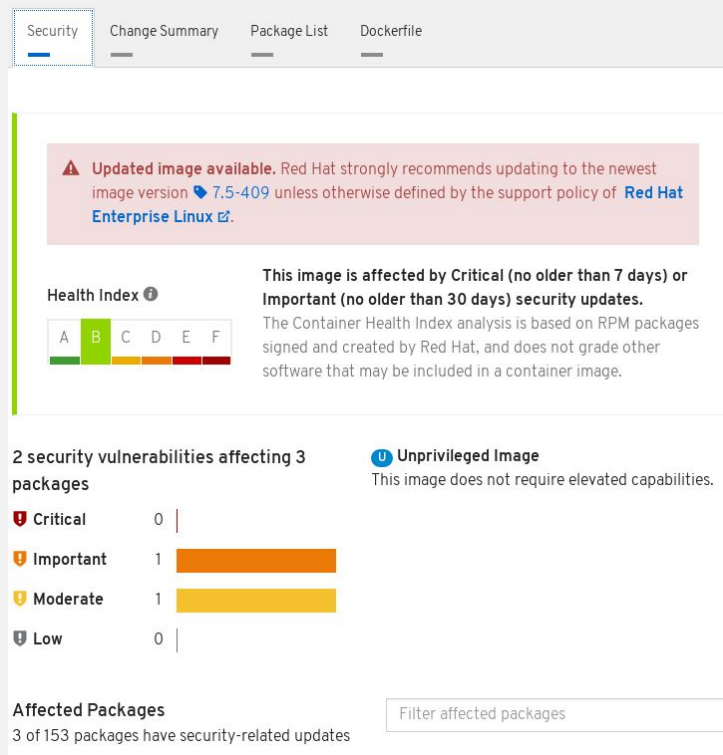 Security Change Summary Package List Dockerfile
Updated image available. Red Hat strongly recommends updating to the newest
image version 7.5-409 unless otherwise defined by the support policy of Red Hat
Enterprise Linux .
Health Index
A B C D E F
This image is affected by Critical (no older than 7 days) or
Important (no older than 30 days) security updates.
The Container Health Index analysis is based on RPM packages
signed and created by Red Hat, and does not grade other
software that may be included in a container image.
2 security vulnerabilities affecting 3
packages
Critical 0
Important 1
Moderate 1
Low 0
U Unprivileged Image
This image does not require elevated capabilities.
Affected Packages
3 of 153 packages have security-related updates
Filter affected packages